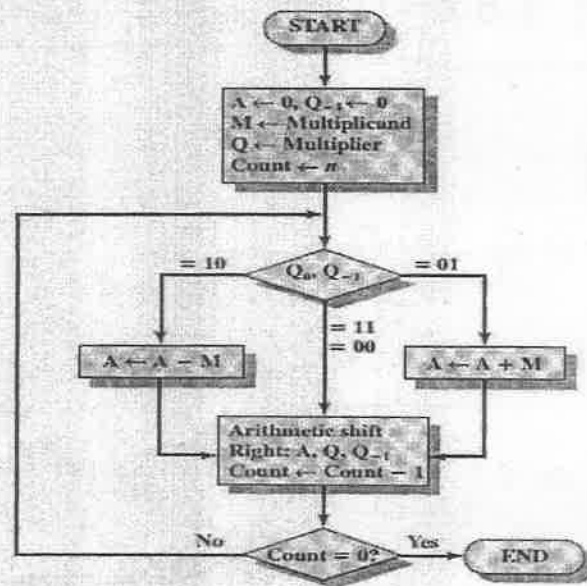 START
A ← 0, Q₋₁ ← 0
M ← Multiplicand
Q ← Multiplier
Count ← n
= 10
Q₀, Q₋₁
= 01
= 11
= 00
A ← A − M
A ← A + M
Arithmetic shift
Right: A, Q, Q₋₁
Count ← Count − 1
No
Count = 0?
Yes
END